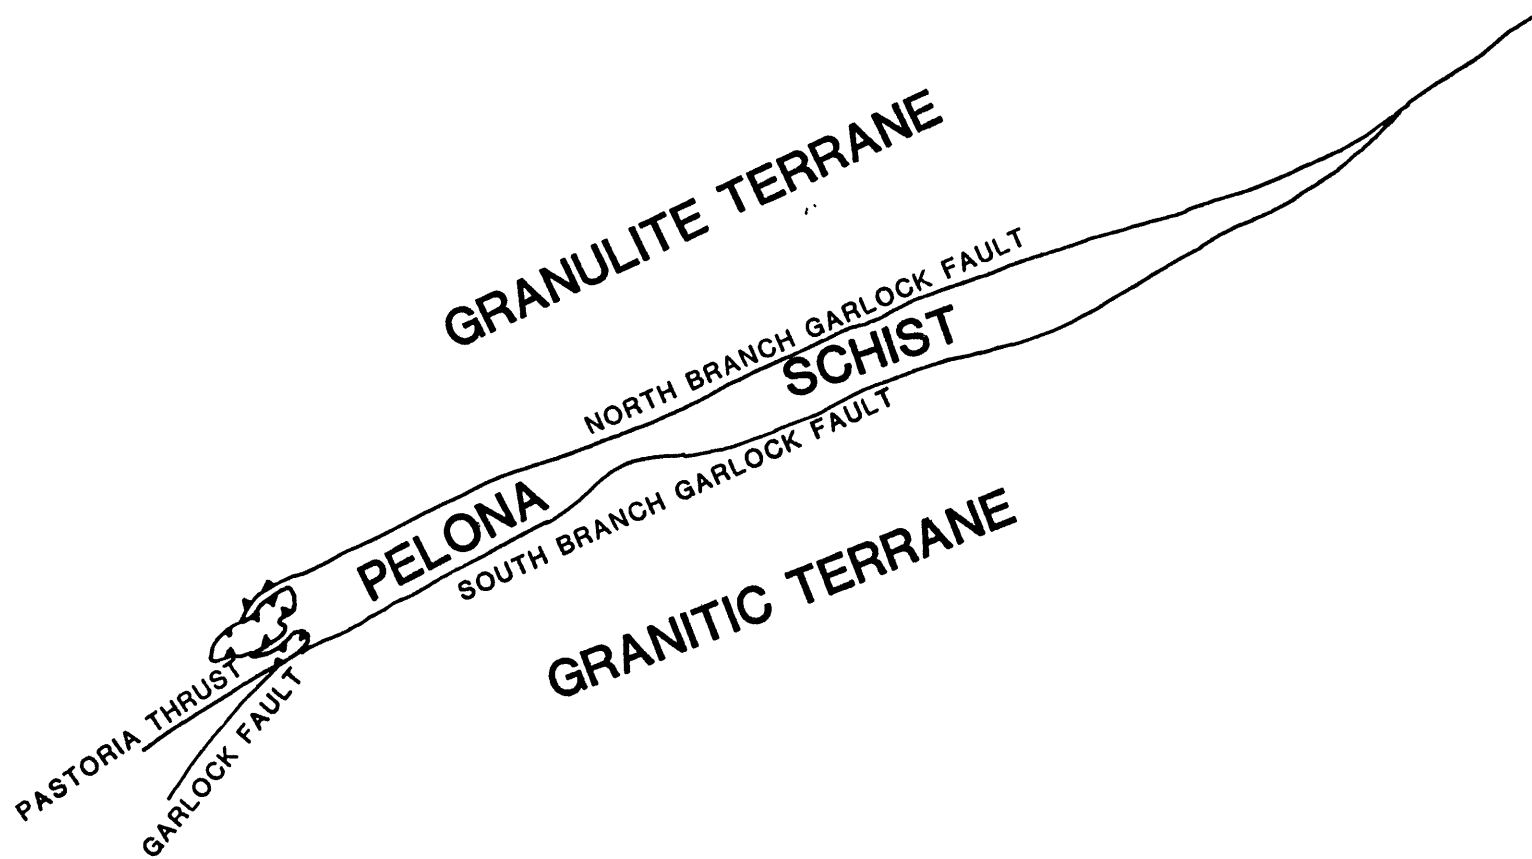 GRANULITE TERRANE
NORTH BRANCH GARLOCK FAULT
PELONA SCHIST
SOUTH BRANCH GARLOCK FAULT
GRANITIC TERRANE
PASTORIA THRUST
GARLOCK FAULT